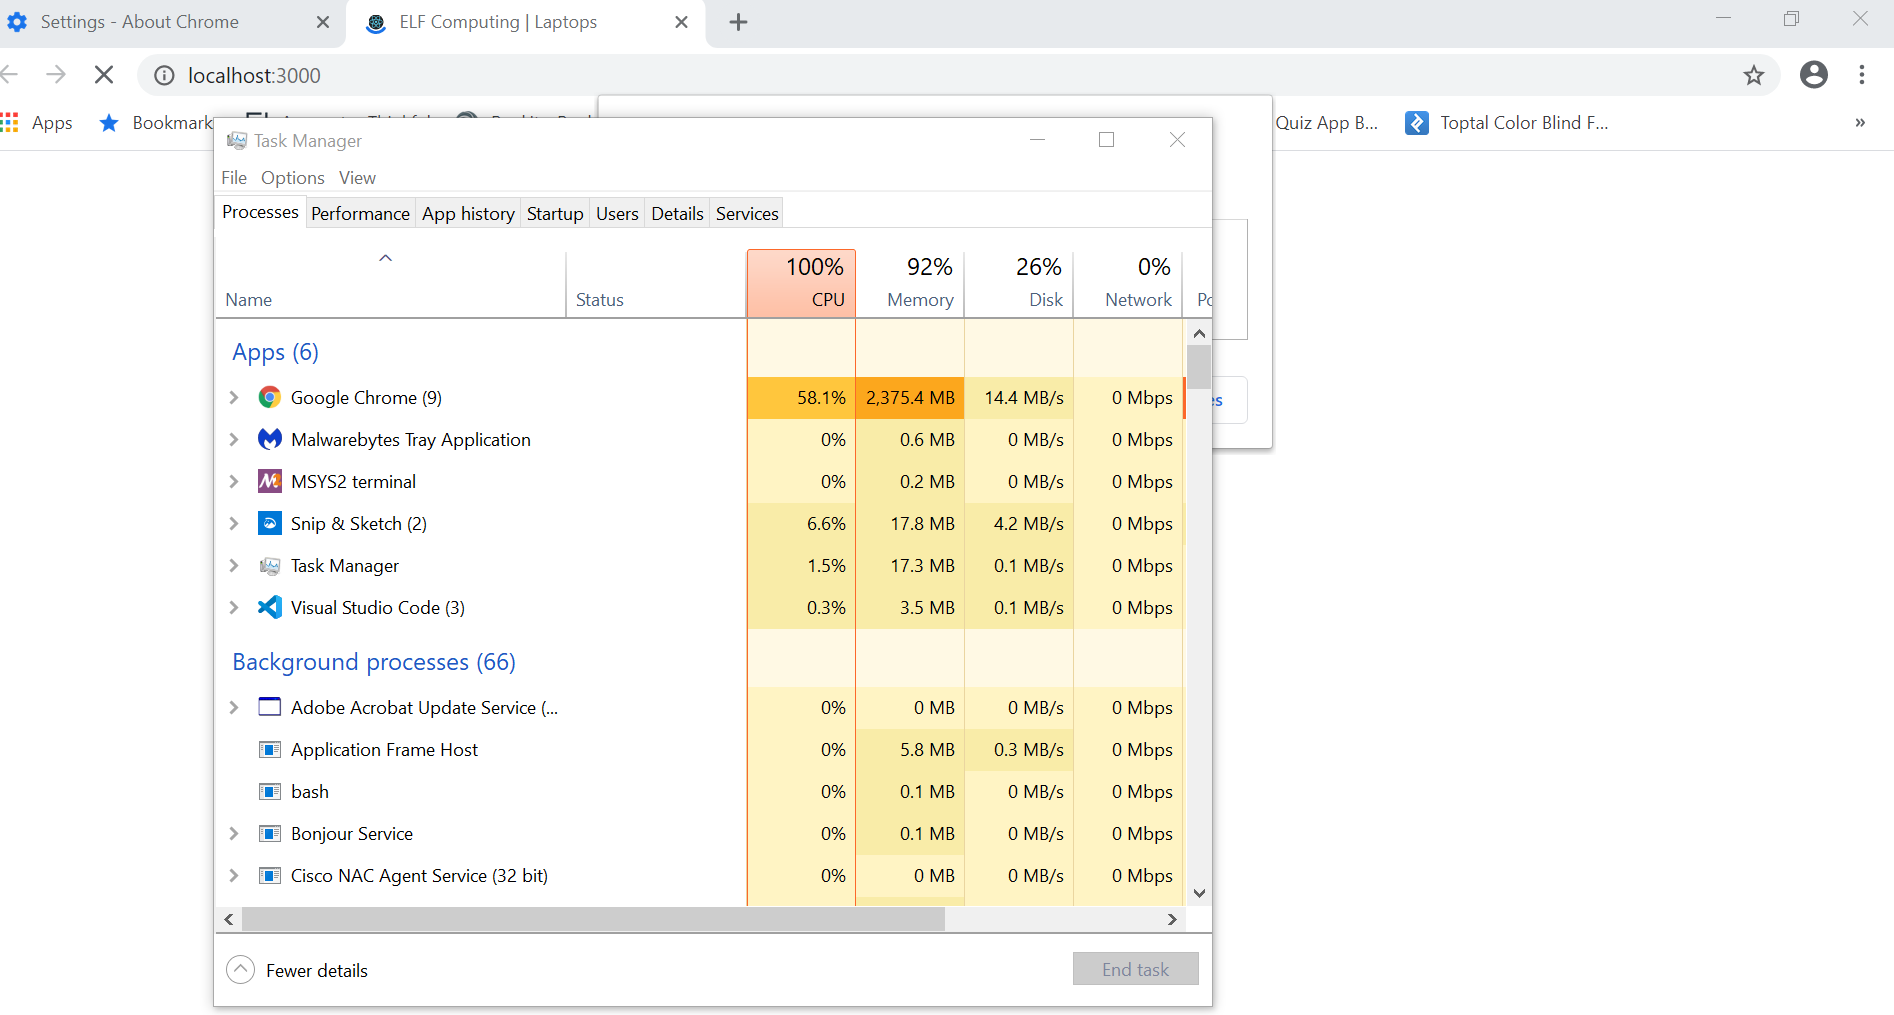 Settings - About Chrome
ELF Computing | Laptops
localhost:3000
Apps
Bookmark
Quiz App B...
Toptal Color Blind F...
»
Task Manager
File Options View
Processes Performance App history Startup Users Details Services
100% 92% 26% 0%
Name Status CPU Memory Disk Network Po
Apps (6)
Google Chrome (9) 58.1% 2,375.4 MB 14.4 MB/s 0 Mbps
Malwarebytes Tray Application 0% 0.6 MB 0 MB/s 0 Mbps
MSYS2 terminal 0% 0.2 MB 0 MB/s 0 Mbps
Snip & Sketch (2) 6.6% 17.8 MB 4.2 MB/s 0 Mbps
Task Manager 1.5% 17.3 MB 0.1 MB/s 0 Mbps
Visual Studio Code (3) 0.3% 3.5 MB 0.1 MB/s 0 Mbps
Background processes (66)
Adobe Acrobat Update Service (... 0% 0 MB 0 MB/s 0 Mbps
Application Frame Host 0% 5.8 MB 0.3 MB/s 0 Mbps
bash 0% 0.1 MB 0 MB/s 0 Mbps
Bonjour Service 0% 0.1 MB 0 MB/s 0 Mbps
Cisco NAC Agent Service (32 bit) 0% 0 MB 0 MB/s 0 Mbps
Fewer details
End task